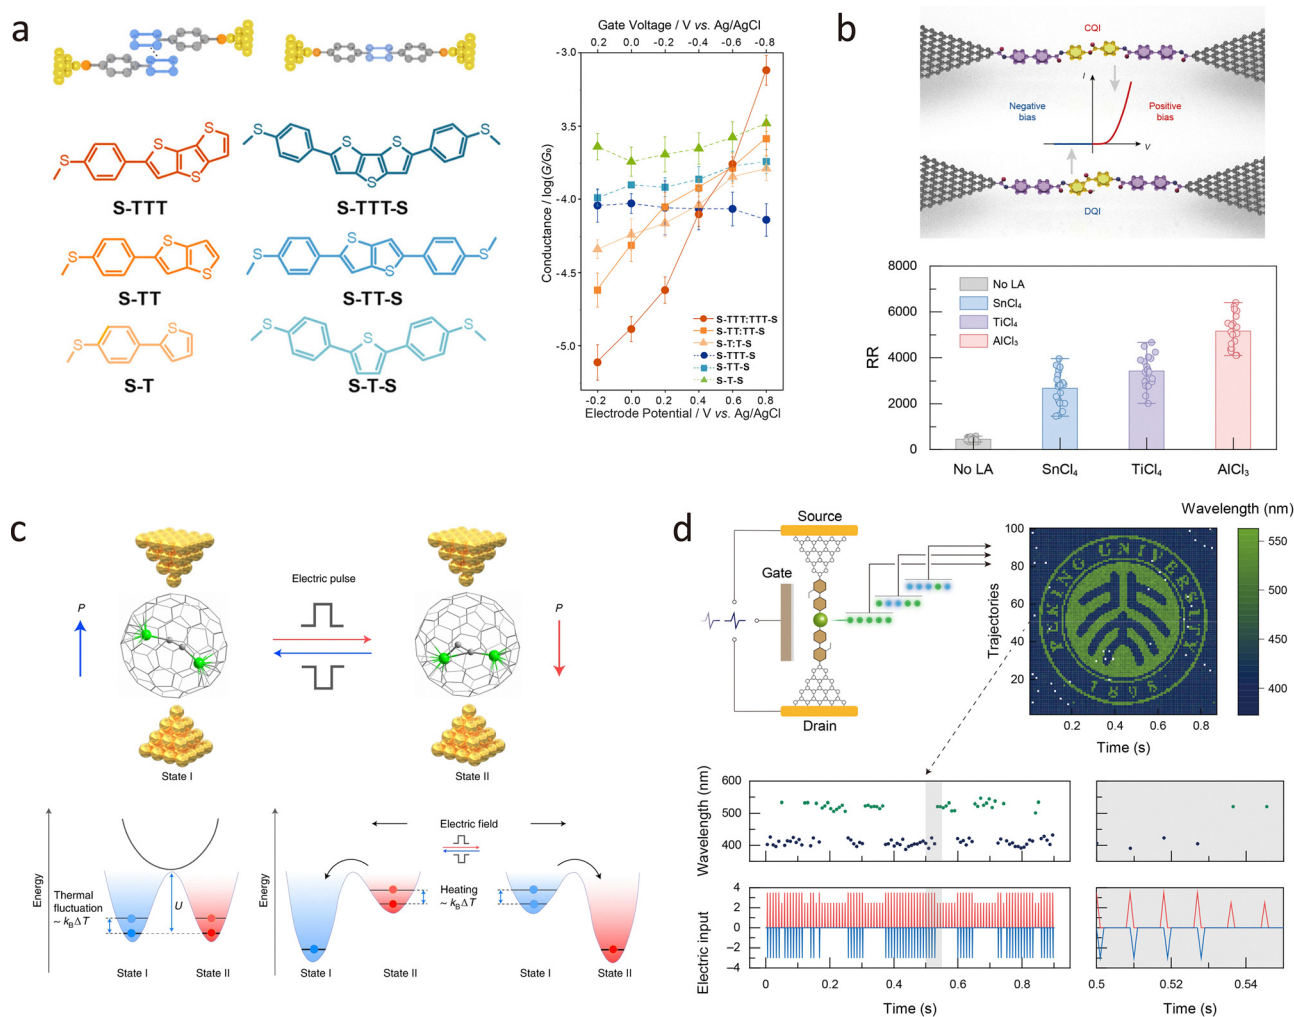 a
S
S
S
S
S-TTT
S
S
S
S
S
S-TTT-S
S
S
S
S-TT
S
S
S
S
S-TT-S
S
S
S-T
S
S
S
S-T-S
Gate Voltage / V vs. Ag/AgCl
0.2 0.0 -0.2 -0.4 -0.6 -0.8
Conductance / log(G/G₀)
-3.0
-3.5
-4.0
-4.5
-5.0
S-TTT:TTT-S
S-TT:TT-S
S-T:T-S
S-TTT-S
S-TT-S
S-T-S
-0.2 0.0 0.2 0.4 0.6 0.8
Electrode Potential / V vs. Ag/AgCl
b
CQI
I
Negative bias
Positive bias
V
DQI
RR
8000
6000
4000
2000
0
No LA
SnCl₄
TiCl₄
AlCl₃
No LA SnCl₄ TiCl₄ AlCl₃
c
P
Electric pulse
P
State I
State II
Energy
Thermal
fluctuation
~ k_BΔT
U
State I State II
Energy
Electric field
Heating
~ k_BΔT
State I State II
State I State II
d
Source
Gate
Drain
Wavelength (nm)
Trajectories
100
80
60
40
20
PEKING UNIVERSITY
1898
0.2 0.4 0.6 0.8
Time (s)
550
500
450
400
Wavelength (nm)
600
500
400
Electric input
4
2
0
−2
−4
0 0.2 0.4 0.6 0.8
Time (s)
0.5 0.52 0.54
Time (s)